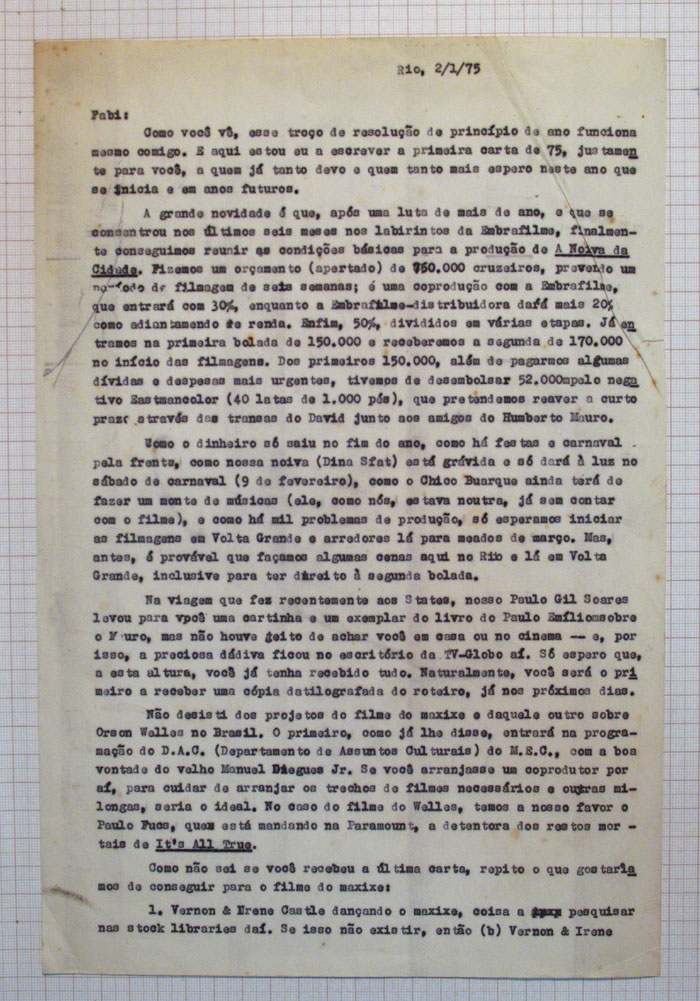 Rio, 2/1/75
Fabi:
Como você vê, esse troço de resolução de princípio de ano funciona
mesmo comigo. E aqui estou eu a escrever a primeira carta de 75, justamen
te para você, a quem já tanto devo e quem tanto mais espero neste ano que
se inicia e em anos futuros.
A grande novidade é que, após uma luta de mais de ano, e que se
concentrou nos últimos seis meses nos labirintos da Embrafilme, finalmen-
te conseguimos reunir as condições básicas para a produção de A Noiva da
Cidade. Fizemos um orçamento (apertado) de 750.000 cruzeiros, prevendo um
período de filmagem de seis semanas; é uma coprodução com a Embrafilme,
que entrará com 30%, enquanto a Embrafilme-distribuidora dará mais 20%
como adiantamendo de renda. Enfim, 50%, divididos em várias etapas. Já en
tramos na primeira bolada de 150.000 e receberemos a segunda de 170.000
no início das filmagens. Dos primeiros 150.000, além de pagarmos algumas
dívidas e despesas mais urgentes, tivemos de desembolsar 52.000mpelo nega
tivo Eastmancolor (40 latas de 1.000 pés), que pretendemos reaver a curto
prazo através das transas do David junto aos amigos do Humberto Mauro.
Como o dinheiro só saiu no fim do ano, como há festas e carnaval
pela frente, como nossa noiva (Dina Sfat) está grávida e só dará à luz no
sábado de carnaval (9 de fevereiro), como o Chico Buarque ainda terá de
fazer um monte de músicas (ele, como nós, estava noutra, já sem contar
com o filme), e como há mil problemas de produção, só esperamos iniciar
as filmagens em Volta Grande e arredores lá para meados de março. Mas,
antes, é provável que façamos algumas cenas aqui no Rio e lá em Volta
Grande, inclusive para ter direito à segunda bolada.
Na viagem que fez recentemente aos States, nosso Paulo Gil Soares
levou para vpcê uma cartinha e um exemplar do livro do Paulo Emíliomsobre
o Mauro, mas não houve jeito de achar você em casa ou no cinema -- e, por
isso, a preciosa dádiva ficou no escritório da TV-Globo aí. Só espero que,
a esta altura, você já tenha recebido tudo. Naturalmente, você será o pri
meiro a receber uma cópia datilografada do roteiro, já nos próximos dias.
Não desisti dos projetos do filme do maxixe e daquele outro sobre
Orson Welles no Brasil. O primeiro, como já lhe disse, entrará na progra-
mação do D.A.C. (Departamento de Assuntos Culturais) do M.E.C., com a boa
vontade do velho Manuel Diegues Jr. Se você arranjasse um coprodutor por
aí, para cuidar de arranjar os trechos de filmes necessários e outras mi-
longas, seria o ideal. No caso do filme do Welles, temos a nosso favor o
Paulo Fucs, que está mandando na Paramount, a detentora dos restos mor -
tais de It's All True.
Como não sei se você recebeu a última carta, repito o que gostaría
mos de conseguir para o filme do maxixe:
1. Vernon & Irene Castle dançando o maxixe, coisa a pesquisar
nas stock libraries daí. Se isso não existir, então (b) Vernon & Irene